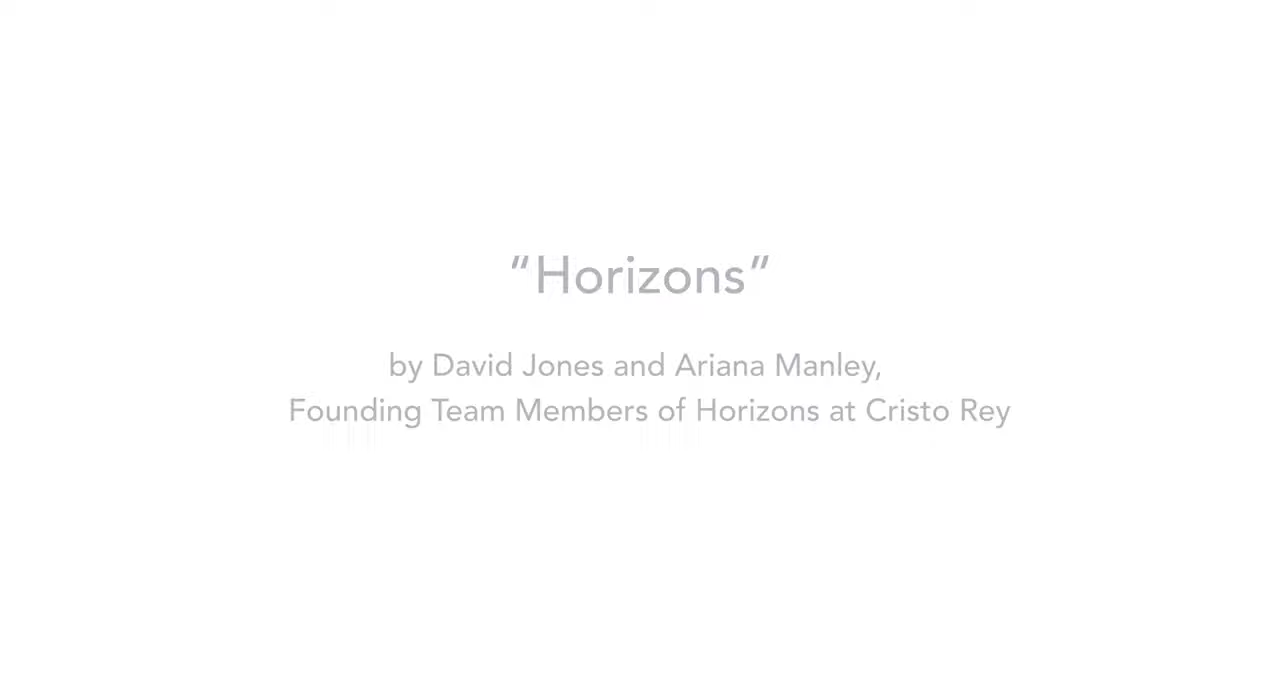 “Horizons”
by David Jones and Ariana Manley,
Founding Team Members of Horizons at Cristo Rey